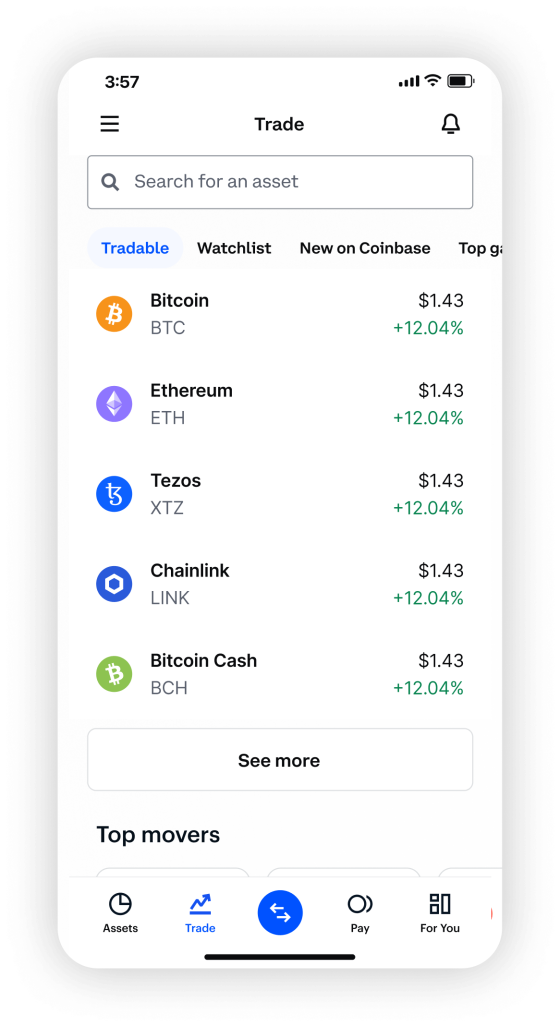 3:57
Trade
Search for an asset
Tradable Watchlist New on Coinbase Top
Bitcoin $1.43
BTC +12.04%
Ethereum $1.43
ETH +12.04%
Tezos $1.43
XTZ +12.04%
Chainlink $1.43
LINK +12.04%
Bitcoin Cash $1.43
BCH +12.04%
See more
Top movers
Assets Trade Pay For You